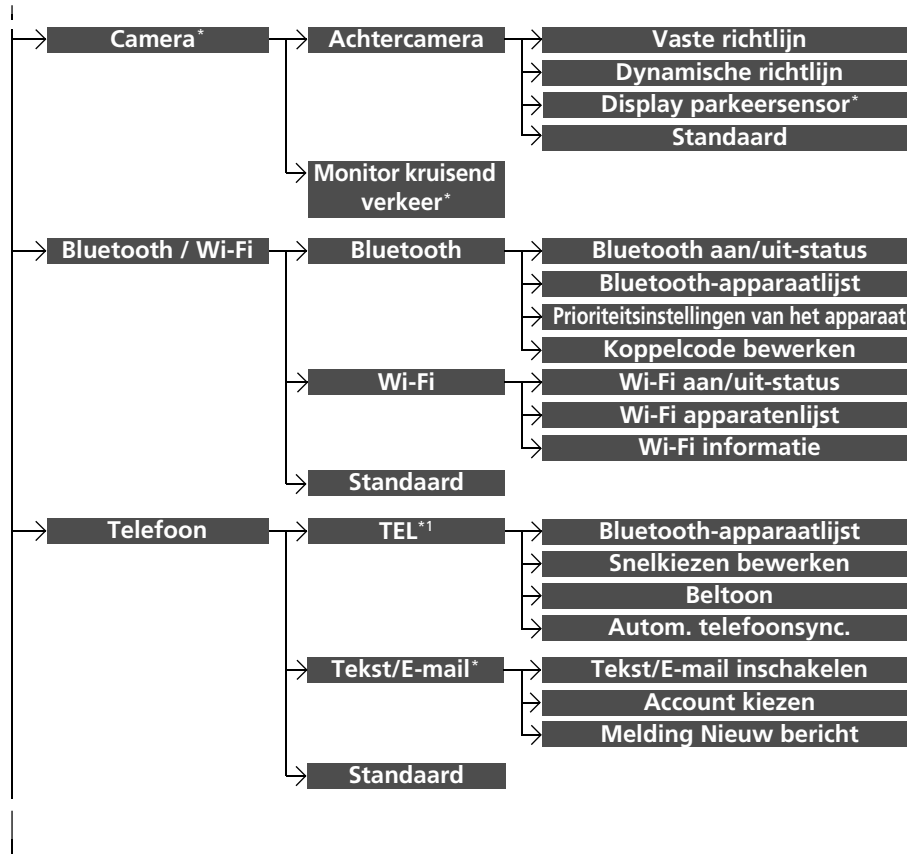 Camera*
Achtercamera
Vaste richtlijn
Dynamische richtlijn
Display parkeersensor*
Standaard
Monitor kruisend
verkeer*
Bluetooth / Wi-Fi
Bluetooth
Bluetooth aan/uit-status
Bluetooth-apparaatlijst
Prioriteitsinstellingen van het apparaat
Koppelcode bewerken
Wi-Fi
Wi-Fi aan/uit-status
Wi-Fi apparatenlijst
Wi-Fi informatie
Standaard
Telefoon
TEL*1
Bluetooth-apparaatlijst
Snelkiezen bewerken
Beltoon
Autom. telefoonsync.
Tekst/E-mail*
Tekst/E-mail inschakelen
Account kiezen
Melding Nieuw bericht
Standaard